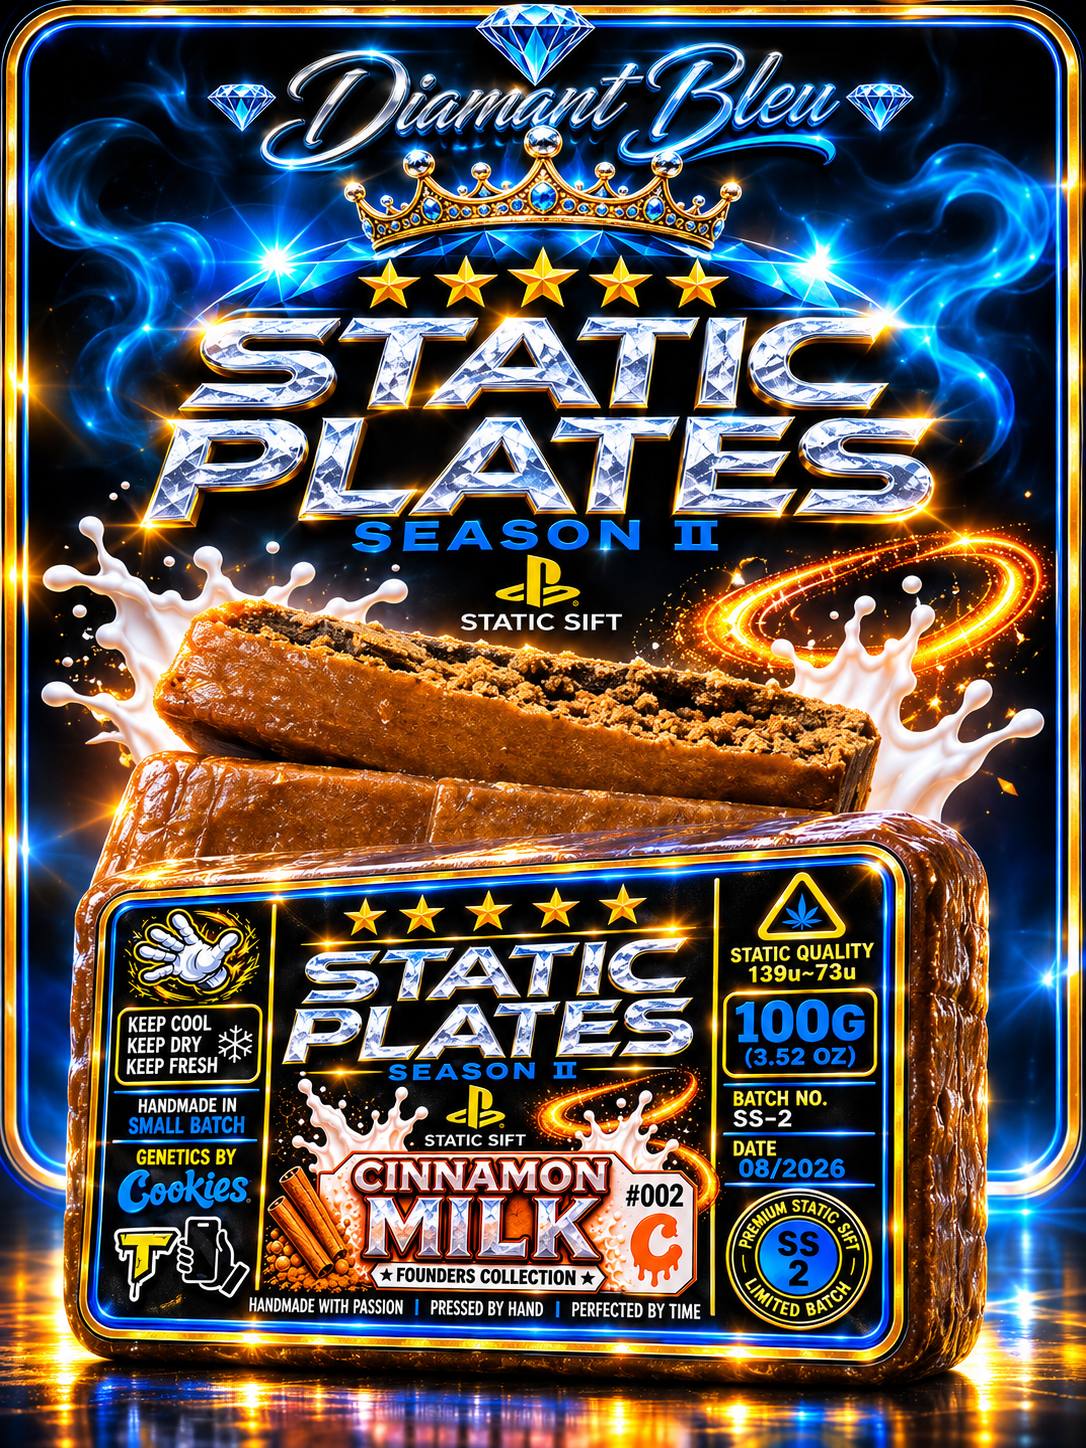 Diamant Bleu
STATIC
PLATES
SEASON II
STATIC SIFT
STATIC
PLATES
SEASON II
STATIC SIFT
CINNAMON
MILK
#002
C
★ FOUNDERS COLLECTION ★
HANDMADE WITH PASSION | PRESSED BY HAND | PERFECTED BY TIME
KEEP COOL
KEEP DRY
KEEP FRESH
HANDMADE IN
SMALL BATCH
GENETICS BY
Cookies
T
STATIC QUALITY
139u~73u
100G
(3.52 OZ)
BATCH NO.
SS-2
DATE
08/2026
PREMIUM STATIC SIFT
SS
2
LIMITED BATCH